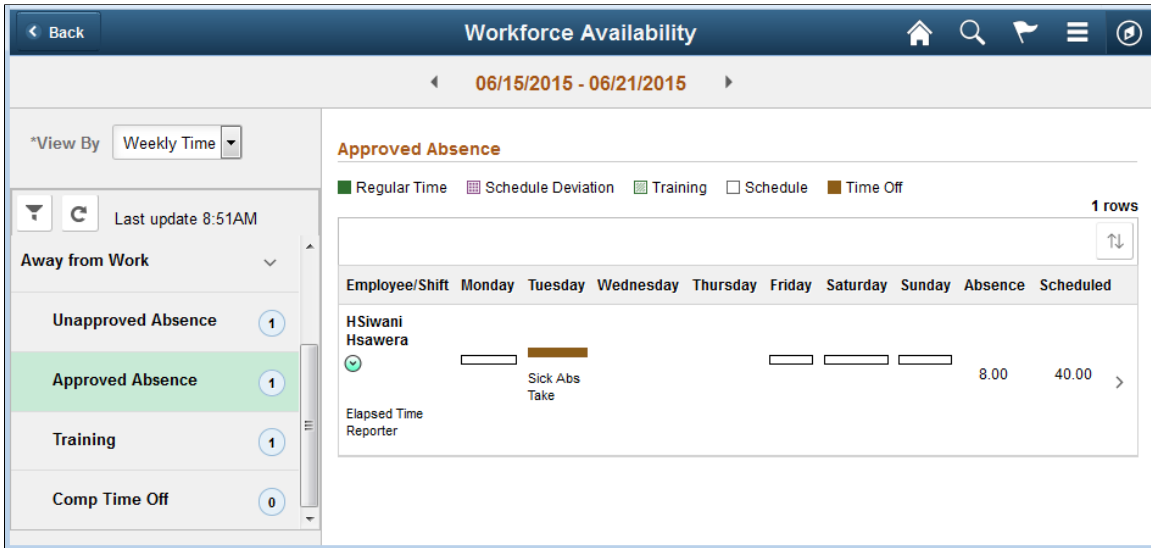 Back
Workforce Availability
06/15/2015 - 06/21/2015
*View By Weekly Time
Last update 8:51AM
Away from Work
Unapproved Absence 1
Approved Absence 1
Training 1
Comp Time Off 0
Approved Absence
Regular Time Schedule Deviation Training Schedule Time Off
1 rows
Employee/Shift Monday Tuesday Wednesday Thursday Friday Saturday Sunday Absence Scheduled
HSiwani
Hsawera
Sick Abs
Take
8.00 40.00
Elapsed Time
Reporter